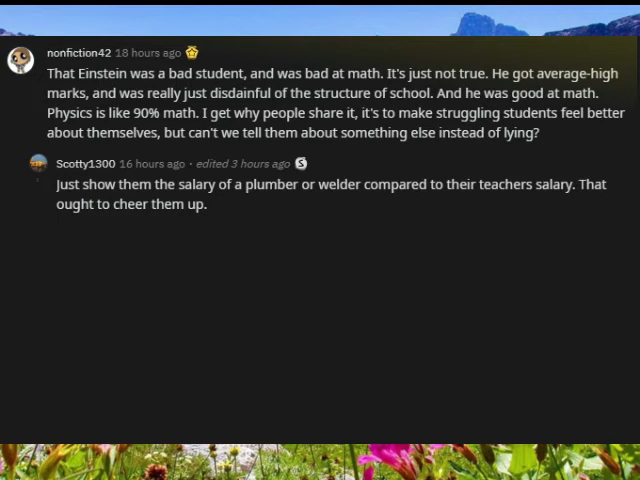 nonfiction42 18 hours ago
That Einstein was a bad student, and was bad at math. It's just not true. He got average-high
marks, and was really just disdainful of the structure of school. And he was good at math.
Physics is like 90% math. I get why people share it, it's to make struggling students feel better
about themselves, but can't we tell them about something else instead of lying?
Scotty1300 16 hours ago · edited 3 hours ago S
Just show them the salary of a plumber or welder compared to their teachers salary. That
ought to cheer them up.